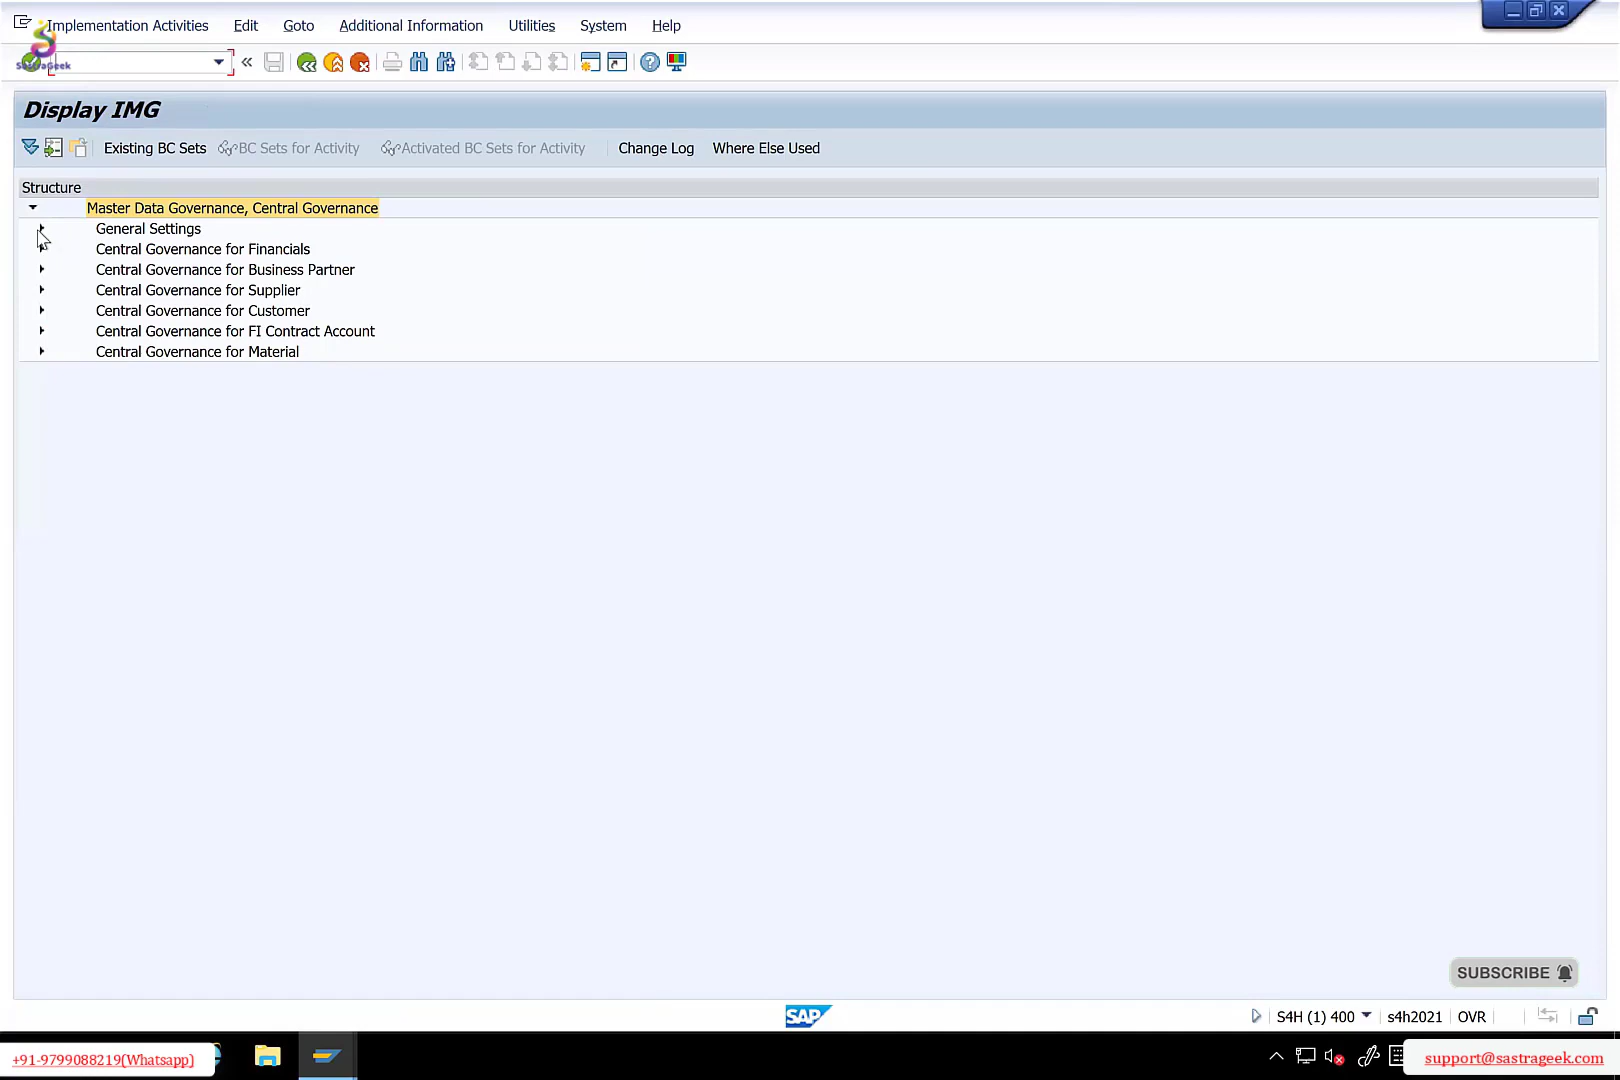 Implementation Activities Edit Goto Additional Information Utilities System Help
SastraGeek
Display IMG
Existing BC Sets BC Sets for Activity Activated BC Sets for Activity Change Log Where Else Used
Structure
Master Data Governance, Central Governance
General Settings
Central Governance for Financials
Central Governance for Business Partner
Central Governance for Supplier
Central Governance for Customer
Central Governance for FI Contract Account
Central Governance for Material
SUBSCRIBE
SAP S4H (1) 400 s4h2021 OVR
+91-9799088219(Whatsapp) support@sastrageek.com